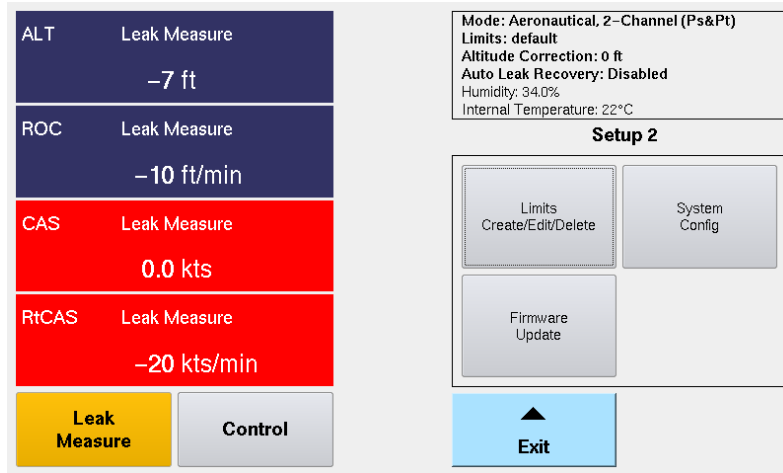 ALT Leak Measure
−7 ft
ROC Leak Measure
−10 ft/min
CAS Leak Measure
0.0 kts
RtCAS Leak Measure
−20 kts/min
Leak
Measure
Control
Mode: Aeronautical, 2−Channel (Ps&Pt)
Limits: default
Altitude Correction: 0 ft
Auto Leak Recovery: Disabled
Humidity: 34.0%
Internal Temperature: 22°C
Setup 2
Limits
Create/Edit/Delete
System
Config
Firmware
Update
Exit